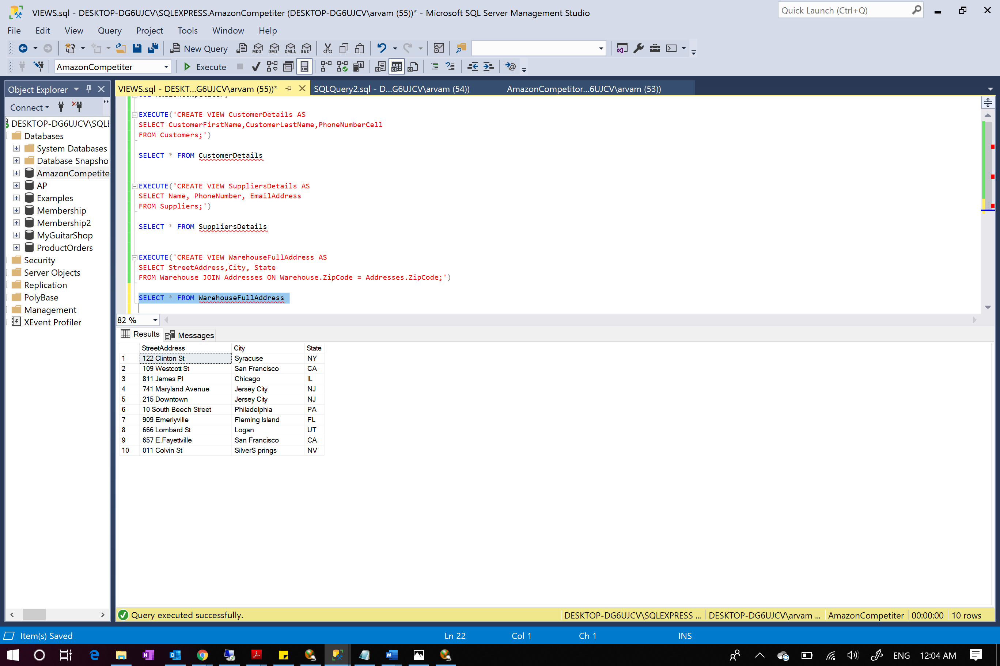 VIEWS.sql - DESKTOP-DG6UJCV\SQLEXPRESS.AmazonCompetiter (DESKTOP-DG6UJCV\arvam (55))* - Microsoft SQL Server Management Studio
Quick Launch (Ctrl+Q)
File Edit View Query Project Tools Window Help
New Query MDX DMX XMLA DAX
AmazonCompetiter Execute
Object Explorer
VIEWS.sql - DESKT...G6UJCV\arvam (55))* SQLQuery2.sql - D...G6UJCV\arvam (54)) AmazonCompetitor...6UJCV\arvam (53))
Connect
DESKTOP-DG6UJCV\SQLE
Databases
System Databases
Database Snapsho
AmazonCompetite
AP
Examples
Membership
Membership2
MyGuitarShop
ProductOrders
Security
Server Objects
Replication
PolyBase
Management
XEvent Profiler
EXECUTE('CREATE VIEW CustomerDetails AS
SELECT CustomerFirstName,CustomerLastName,PhoneNumberCell
FROM Customers;')
SELECT * FROM CustomerDetails
EXECUTE('CREATE VIEW SuppliersDetails AS
SELECT Name, PhoneNumber, EmailAddress
FROM Suppliers;')
SELECT * FROM SuppliersDetails
EXECUTE('CREATE VIEW WarehouseFullAddress AS
SELECT StreetAddress,City, State
FROM Warehouse JOIN Addresses ON Warehouse.ZipCode = Addresses.ZipCode;')
SELECT * FROM WarehouseFullAddress
82 %
Results Messages
StreetAddress City State
1 122 Clinton St Syracuse NY
2 109 Westcott St San Francisco CA
3 811 James Pl Chicago IL
4 741 Maryland Avenue Jersey City NJ
5 215 Downtown Jersey City NJ
6 10 South Beech Street Philadelphia PA
7 909 Emerlyville Fleming Island FL
8 666 Lombard St Logan UT
9 657 E.Fayettville San Francisco CA
10 011 Colvin St SilverS prings NV
Query executed successfully. DESKTOP-DG6UJCV\SQLEXPRESS ... DESKTOP-DG6UJCV\arvam ... AmazonCompetiter 00:00:00 10 rows
Item(s) Saved Ln 22 Col 1 Ch 1 INS
ENG 12:04 AM